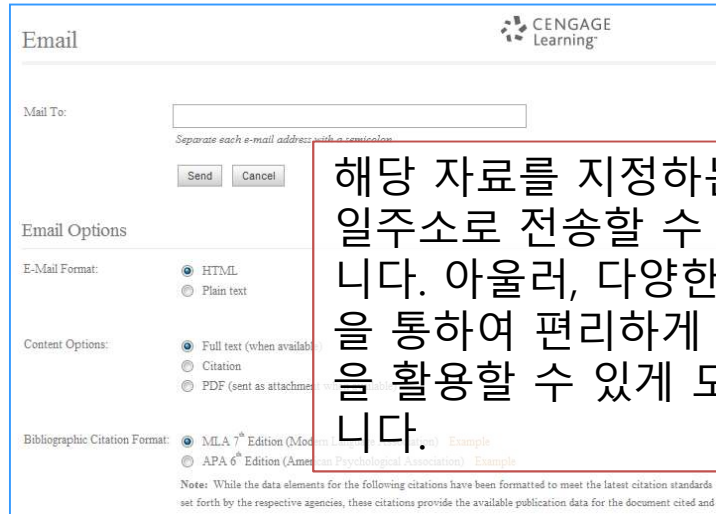 Email
CENGAGE
Learning
Mail To:
Separate each e-mail address with a semicolon
Send Cancel
해당 자료를 지정하는
일주소로 전송할 수
니다. 아울러, 다양한
을 통하여 편리하게
을 활용할 수 있게
니다.
Email Options
E-Mail Format:
HTML
Plain text
Content Options:
Full text (when available)
Citation
PDF (sent as attachment when available)
Bibliographic Citation Format:
MLA 7th Edition (Modern Language Association) Example
APA 6th Edition (American Psychological Association) Example
Note: While the data elements for the following citations have been formatted to meet the latest citation standards
set forth by the respective agencies, these citations provide the available publication data for the document cited and